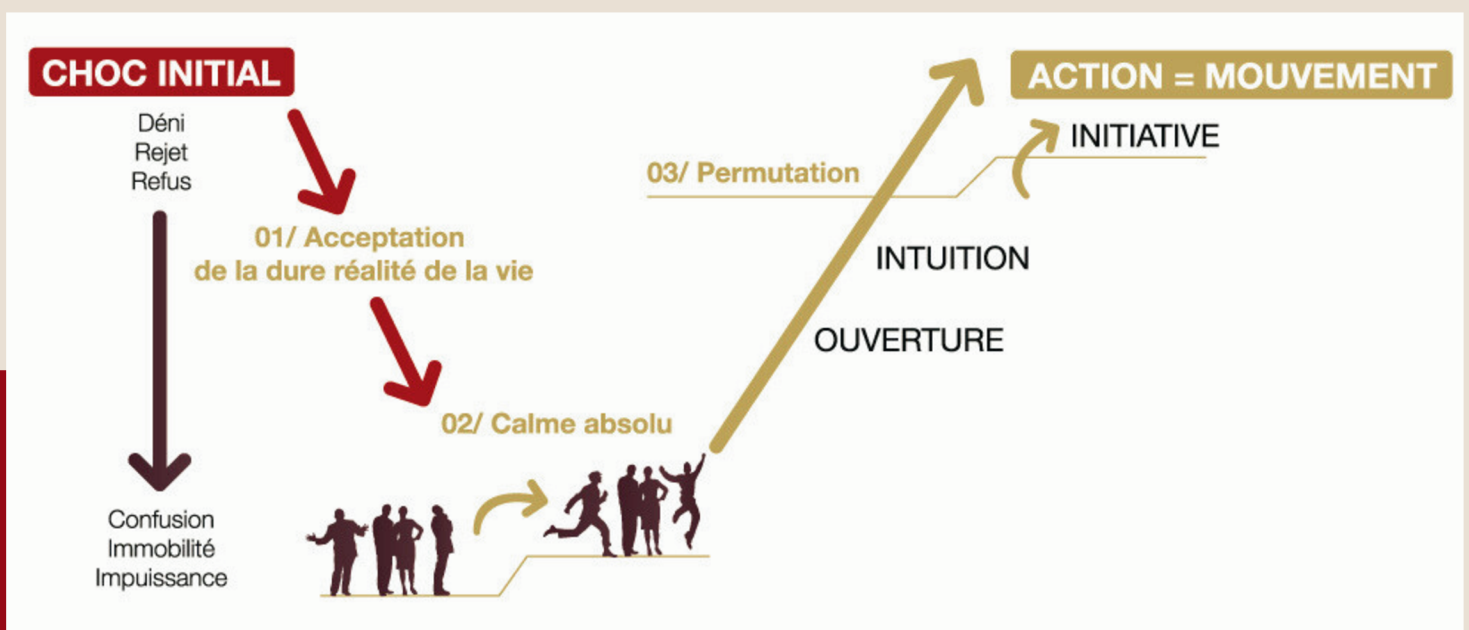 CHOC INITIAL
Déni
Rejet
Refus
01/ Acceptation
de la dure réalité de la vie
02/ Calme absolu
Confusion
Immobilité
Impuissance
ACTION = MOUVEMENT
INITIATIVE
03/ Permutation
INTUITION
OUVERTURE